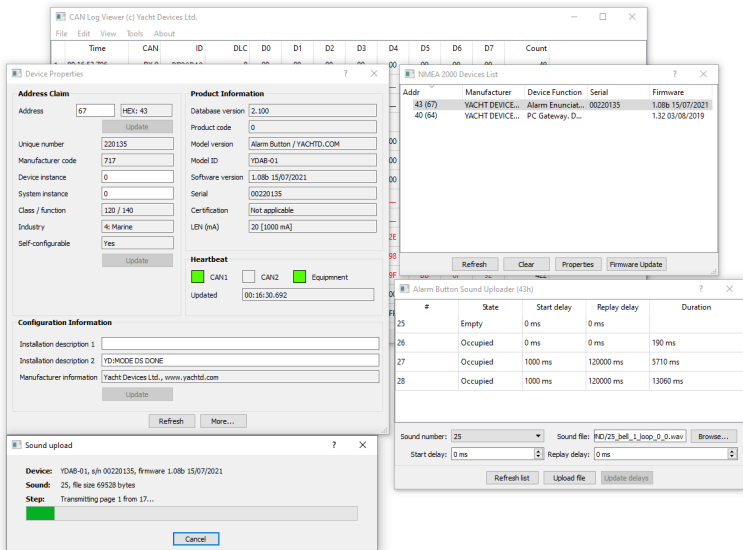 CAN Log Viewer (c) Yacht Devices Ltd.
File Edit View Tools About
Time CAN ID DLC D0 D1 D2 D3 D4 D5 D6 D7 Count
Device Properties
Address Claim
Address 67 HEX: 43
Update
Unique number 220135
Manufacturer code 717
Device instance 0
System instance 0
Class / function 120 / 140
Industry 4: Marine
Self-configurable Yes
Update
Product Information
Database version 2.100
Product code 0
Model version Alarm Button / YACHTD.COM
Model ID YDAB-01
Software version 1.08b 15/07/2021
Serial 00220135
Certification Not applicable
LEN (mA) 20 [1000 mA]
Heartbeat
CAN1 CAN2 Equipmnent
Updated 00:16:30.692
Configuration Information
Installation description 1
Installation description 2 YD:MODE DS DONE
Manufacturer information Yacht Devices Ltd., www.yachtd.com
Update
Refresh More...
NMEA 2000 Devices List
Addr Manufacturer Device Function Serial Firmware
43 (67) YACHT DEVICE... Alarm Enunciat... 00220135 1.08b 15/07/2021
40 (64) YACHT DEVICE... PC Gateway. D... 1.32 03/08/2019
Refresh Clear Properties Firmware Update
Alarm Button Sound Uploader (43h)
# State Start delay Replay delay Duration
25 Empty 0 ms 0 ms
26 Occupied 0 ms 0 ms 190 ms
27 Occupied 1000 ms 120000 ms 5710 ms
28 Occupied 1000 ms 120000 ms 13060 ms
Sound number: 25 Sound file: ND/25_bell_1_loop_0_0.wav Browse...
Start delay: 0 ms Replay delay: 0 ms
Refresh list Upload file Update delays
Sound upload
Device: YDAB-01, s/n 00220135, firmware 1.08b 15/07/2021
Sound: 25, file size 69528 bytes
Step: Transmitting page 1 from 17...
Cancel